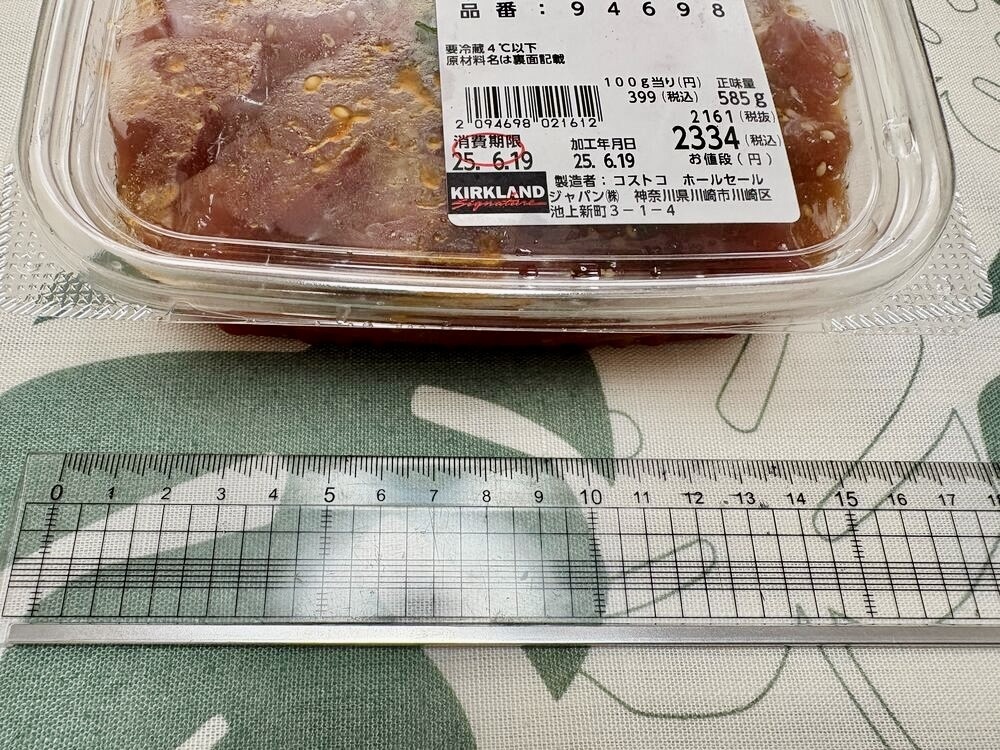 品番：94698
要冷蔵4℃以下
原材料名は裏面記載
100g当り(円) 正味量
399(税込) 585g
2161(税抜)
2 094698 021612
2334(税込)
消費期限 加工年月日 お値段(円)
25. 6.19 25. 6.19
KIRKLAND
Signature
製造者：コストコ ホールセール
ジャパン㈱ 神奈川県川崎市川崎区
池上新町3-1-4
0 1 2 3 4 5 6 7 8 9 10 11 12 13 14 15 16 17